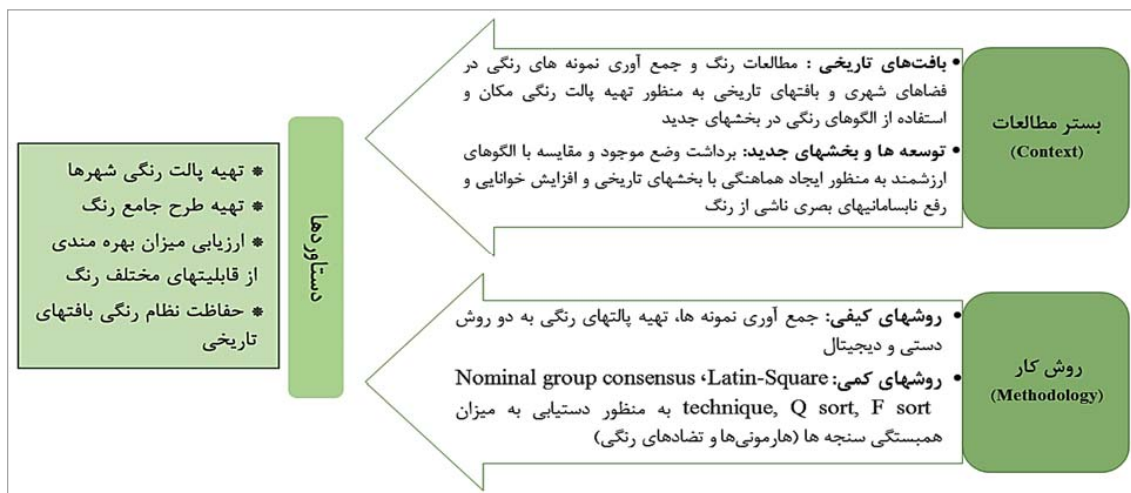 بستر مطالعات
(Context)
• بافت‌های تاریخی : مطالعات رنگ و جمع آوری نمونه های رنگی در
فضاهای شهری و بافتهای تاریخی به منظور تهیه پالت رنگی مکان و
استفاده از الگوهای رنگی در بخشهای جدید
• توسعه ها و بخشهای جدید: برداشت وضع موجود و مقایسه با الگوهای
ارزشمند به منظور ایجاد هماهنگی با بخشهای تاریخی و افزایش خوانایی و
رفع نابسامانیهای بصری ناشی از رنگ
روش کار
(Methodology)
• روشهای کیفی: جمع آوری نمونه ها، تهیه پالتهای رنگی به دو روش
دستی و دیجیتال
• روشهای کمی: Latin-Square، Nominal group consensus
technique, Q sort, F sort به منظور دستیابی به میزان
همبستگی سنجه ها (هارمونی‌ها و تضادهای رنگی)
دستاوردها
* تهیه پالت رنگی شهرها
* تهیه طرح جامع رنگ
* ارزیابی میزان بهره مندی
از قابلیتهای مختلف رنگ
* حفاظت نظام رنگی بافتهای
تاریخی